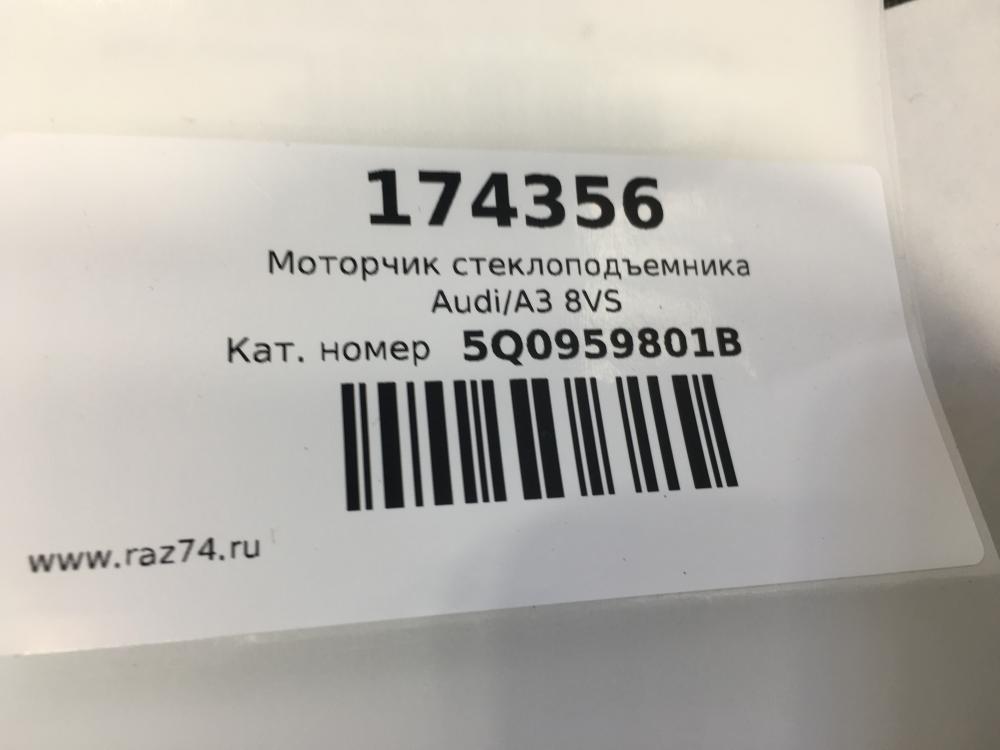 174356
Моторчик стеклоподъемника
Audi/A3 8VS
Кат. номер 5Q0959801B
www.raz74.ru